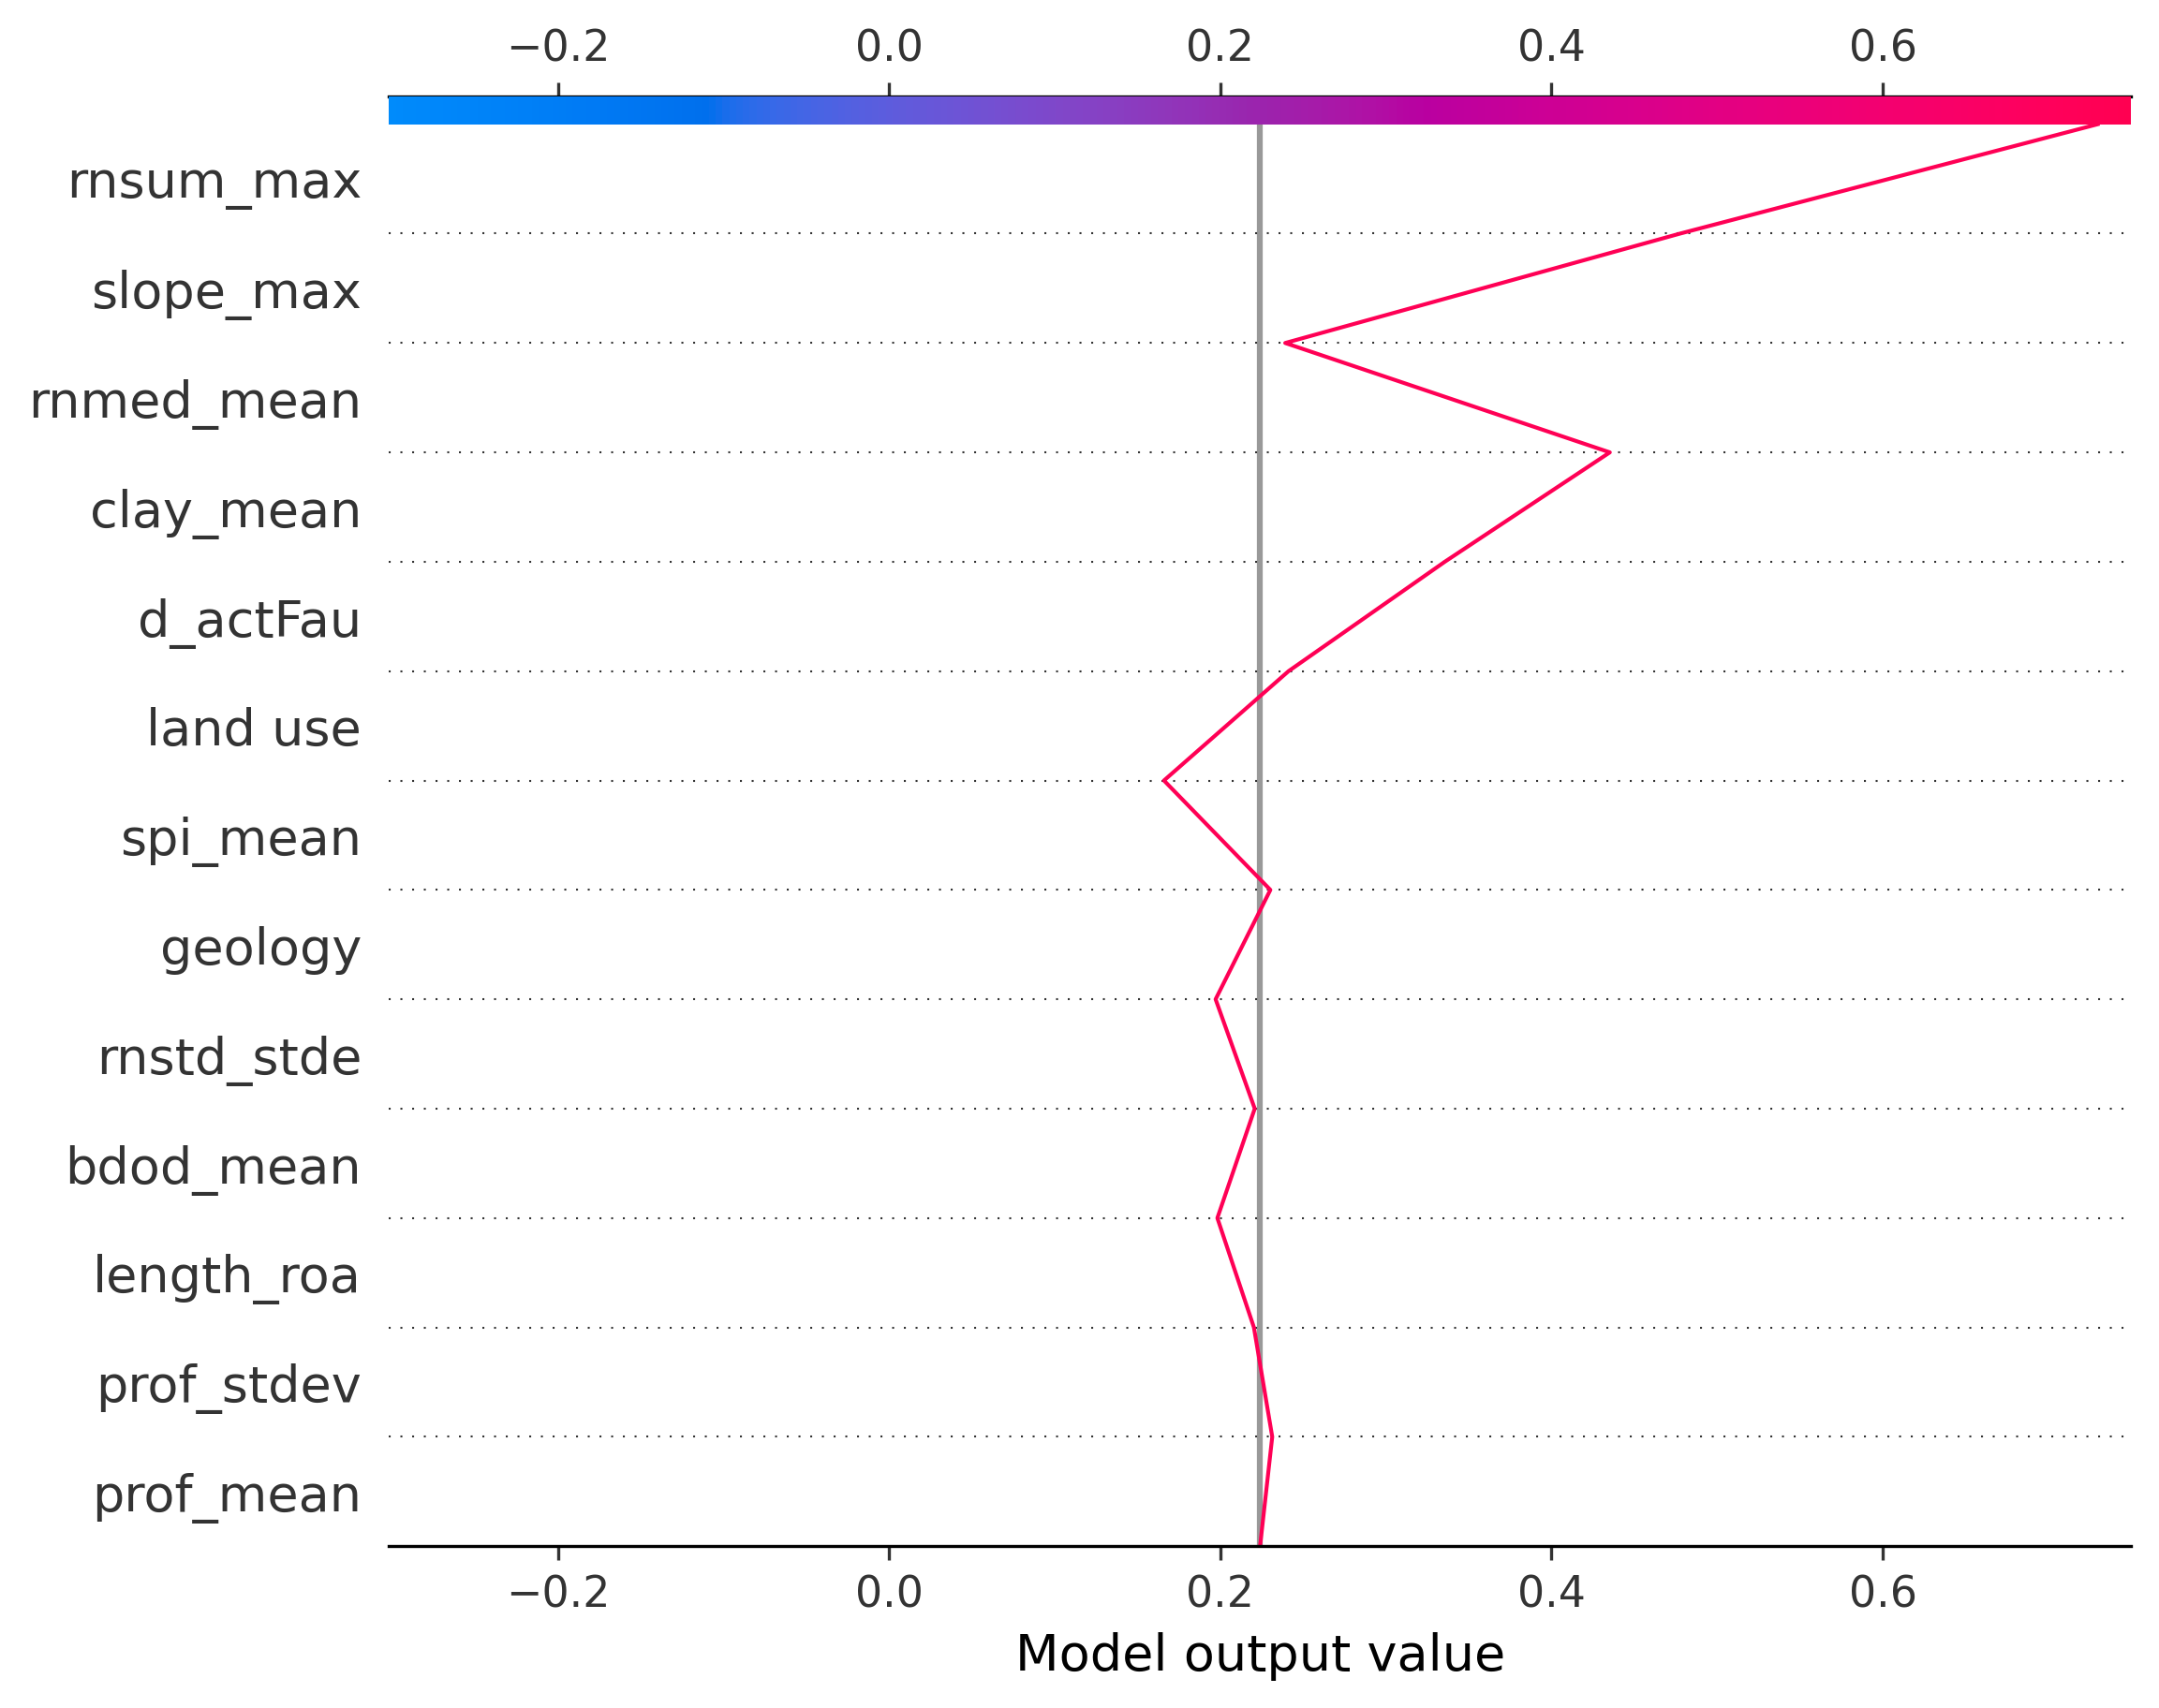 −0.2 0.0 0.2 0.4 0.6
rnsum_max
slope_max
rnmed_mean
clay_mean
d_actFau
land use
spi_mean
geology
rnstd_stde
bdod_mean
length_roa
prof_stdev
prof_mean
−0.2 0.0 0.2 0.4 0.6
Model output value